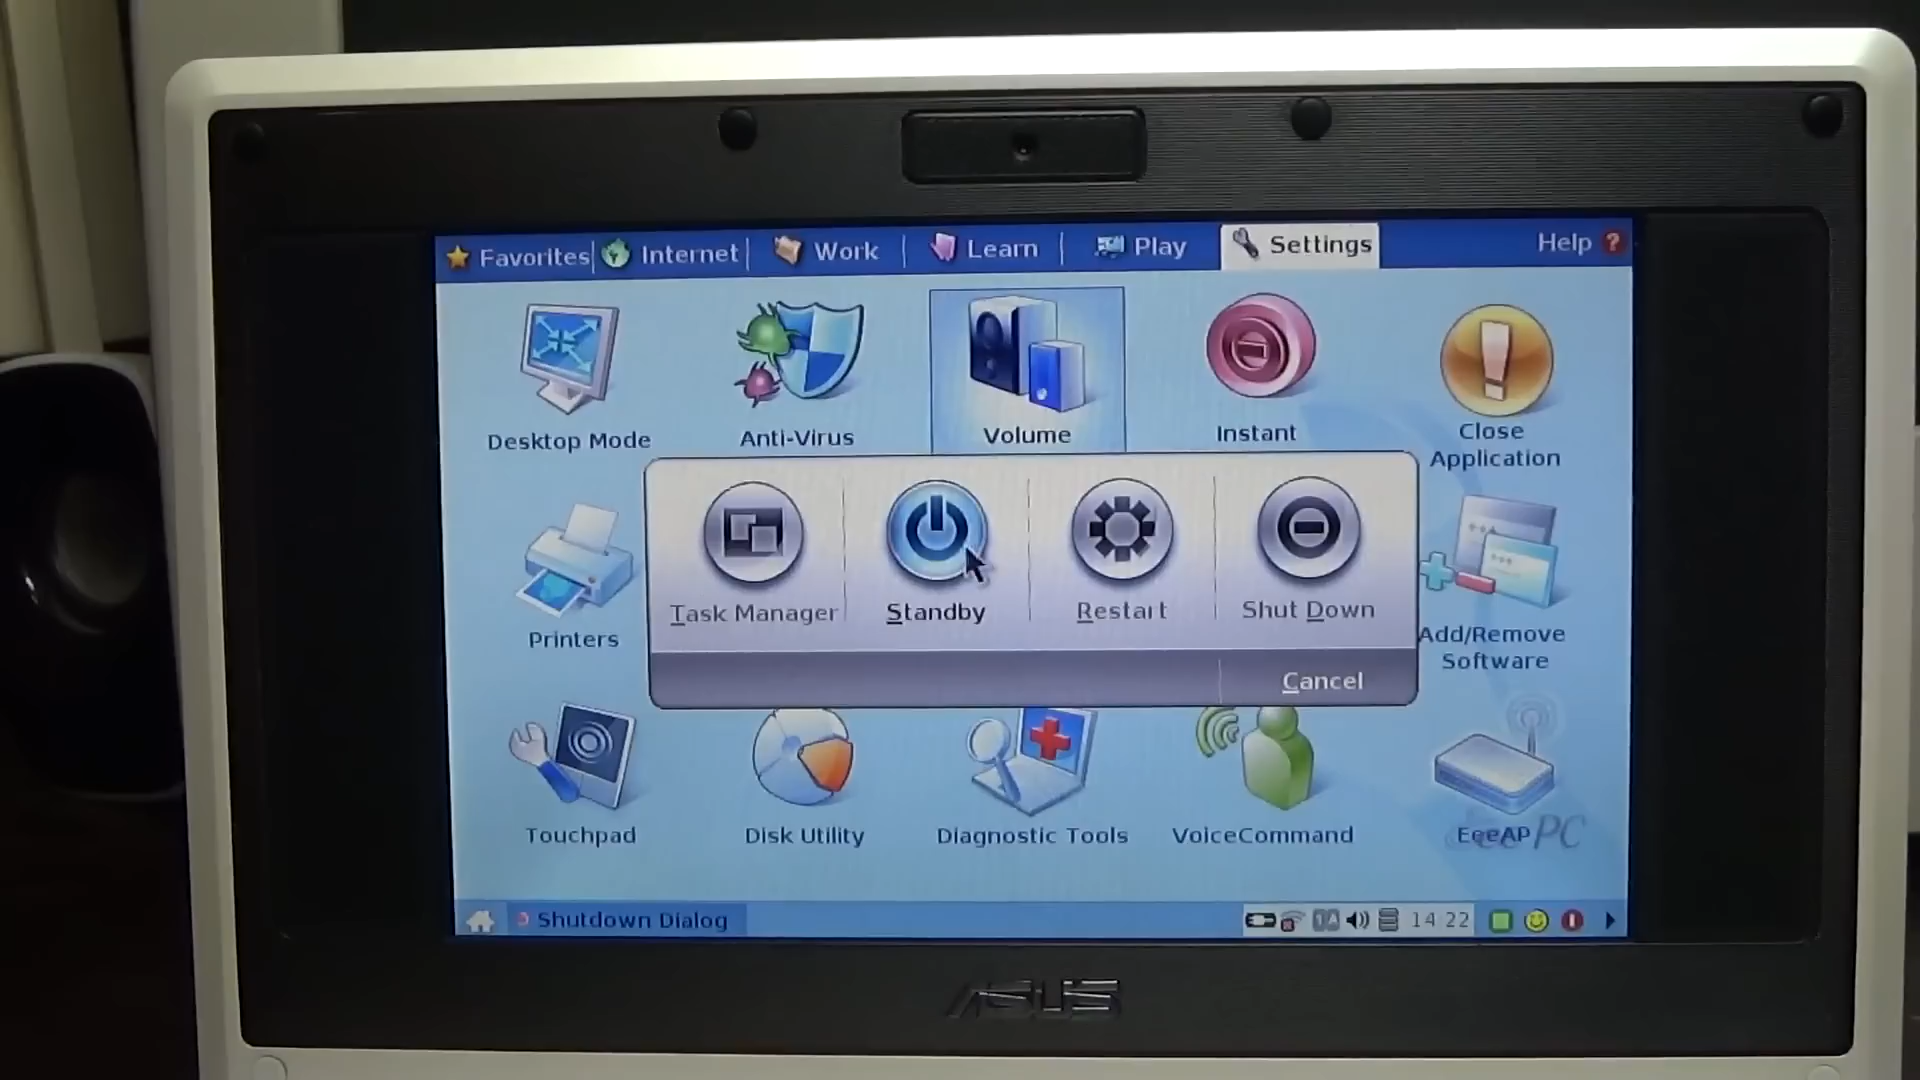 Favorites Internet Work Learn Play Settings Help ?
Desktop Mode Anti-Virus Volume Instant Close
Application
Task Manager Standby Restart Shut Down
Printers Add/Remove
Software
Cancel
Touchpad Disk Utility Diagnostic Tools VoiceCommand EeeAP PC
Shutdown Dialog 1A 14 22
ASUS